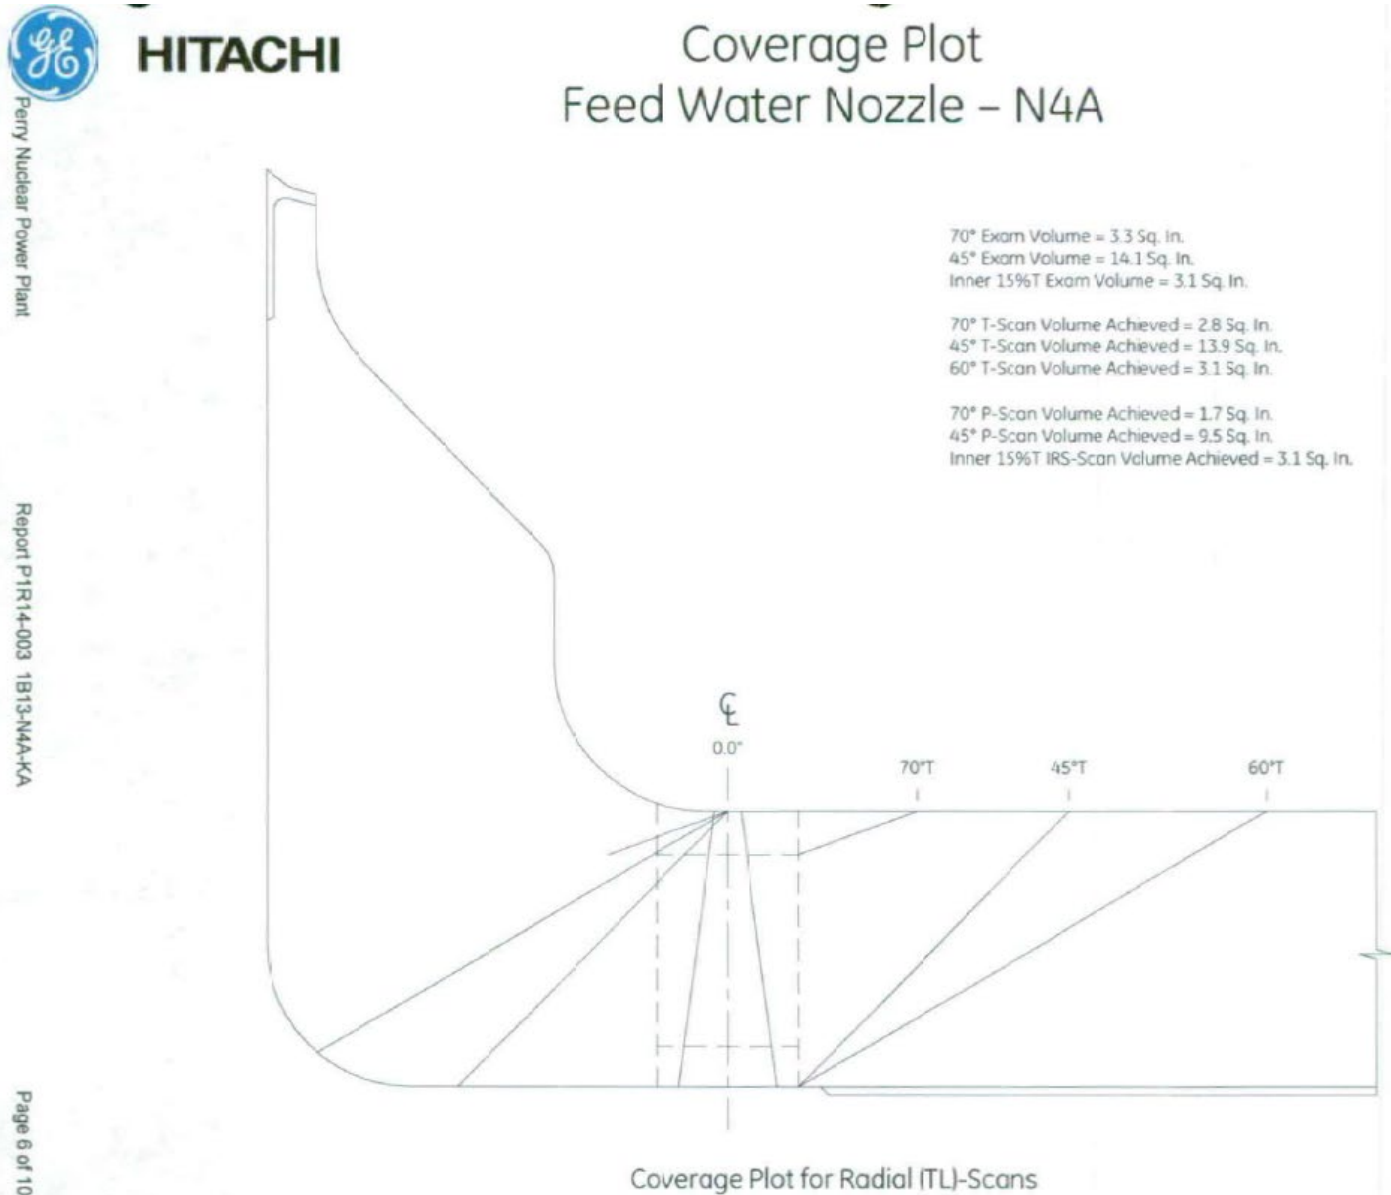 GE
HITACHI
Coverage Plot
Feed Water Nozzle – N4A
Perry Nuclear Power Plant
Report P1R14-003 1B13-N4A-KA
Page 6 of 10
70° Exam Volume = 3.3 Sq. In.
45° Exam Volume = 14.1 Sq. In.
Inner 15%T Exam Volume = 3.1 Sq. In.
70° T-Scan Volume Achieved = 2.8 Sq. In.
45° T-Scan Volume Achieved = 13.9 Sq. In.
60° T-Scan Volume Achieved = 3.1 Sq. In.
70° P-Scan Volume Achieved = 1.7 Sq. In.
45° P-Scan Volume Achieved = 9.5 Sq. In.
Inner 15%T IRS-Scan Volume Achieved = 3.1 Sq. In.
℄
0.0"
70°T
45°T
60°T
Coverage Plot for Radial (TL)-Scans